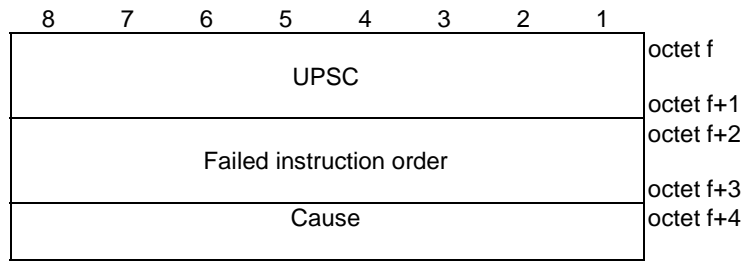 8 7 6 5 4 3 2 1
octet f
UPSC
octet f+1
octet f+2
Failed instruction order
octet f+3
Cause octet f+4